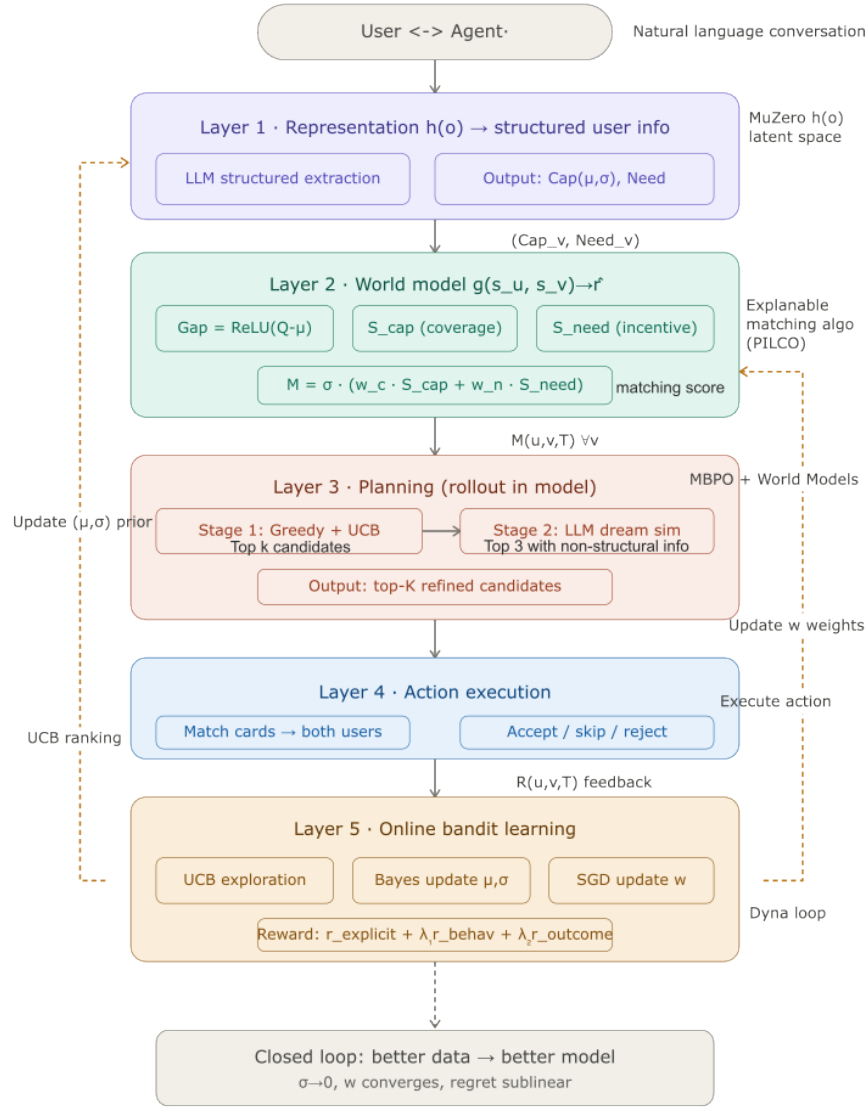 User <-> Agent·
Natural language conversation
Layer 1 · Representation h(o) → structured user info
MuZero h(o)
latent space
LLM structured extraction
Output: Cap(μ,σ), Need
(Cap_v, Need_v)
Layer 2 · World model g(s_u, s_v)→r̂
Gap = ReLU(Q-μ)
S_cap (coverage)
S_need (incentive)
Explanable
matching algo
(PILCO)
M = σ · (w_c · S_cap + w_n · S_need)
matching score
M(u,v,T) ∀v
Layer 3 · Planning (rollout in model)
MBPO + World Models
Update (μ,σ) prior
Stage 1: Greedy + UCB
Top k candidates
Stage 2: LLM dream sim
Top 3 with non-structural info
Output: top-K refined candidates
Update w weights
Layer 4 · Action execution
Execute action
UCB ranking
Match cards → both users
Accept / skip / reject
R(u,v,T) feedback
Layer 5 · Online bandit learning
UCB exploration
Bayes update μ,σ
SGD update w
Dyna loop
Reward: r_explicit + λ₁r_behav + λ₂r_outcome
Closed loop: better data → better model
σ→0, w converges, regret sublinear